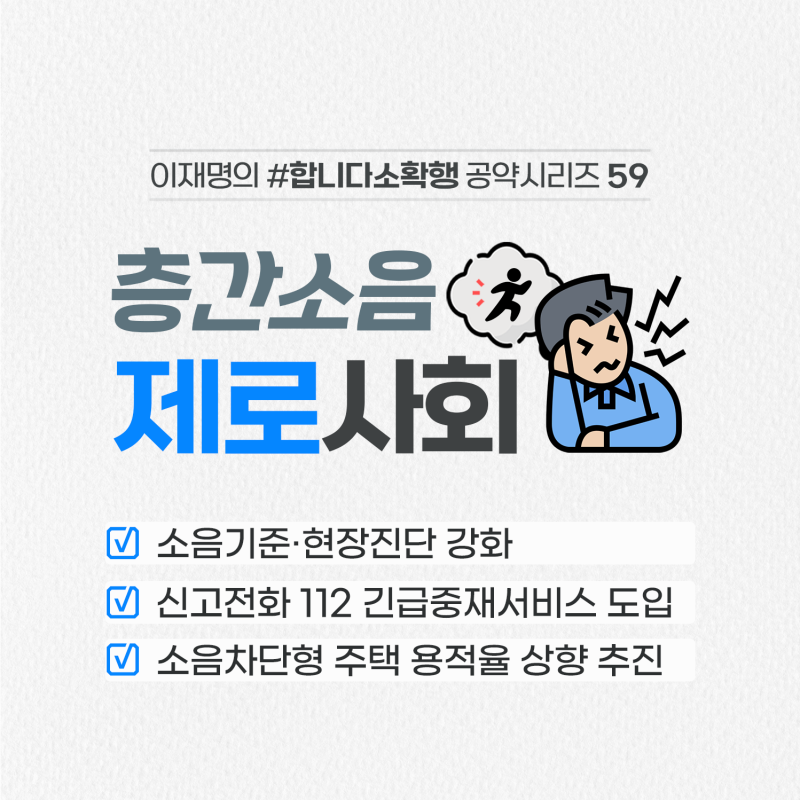 이재명의 #합니다소확행 공약시리즈 59
층간소음
제로사회
소음기준·현장진단 강화
신고전화 112 긴급중재서비스 도입
소음차단형 주택 용적율 상향 추진